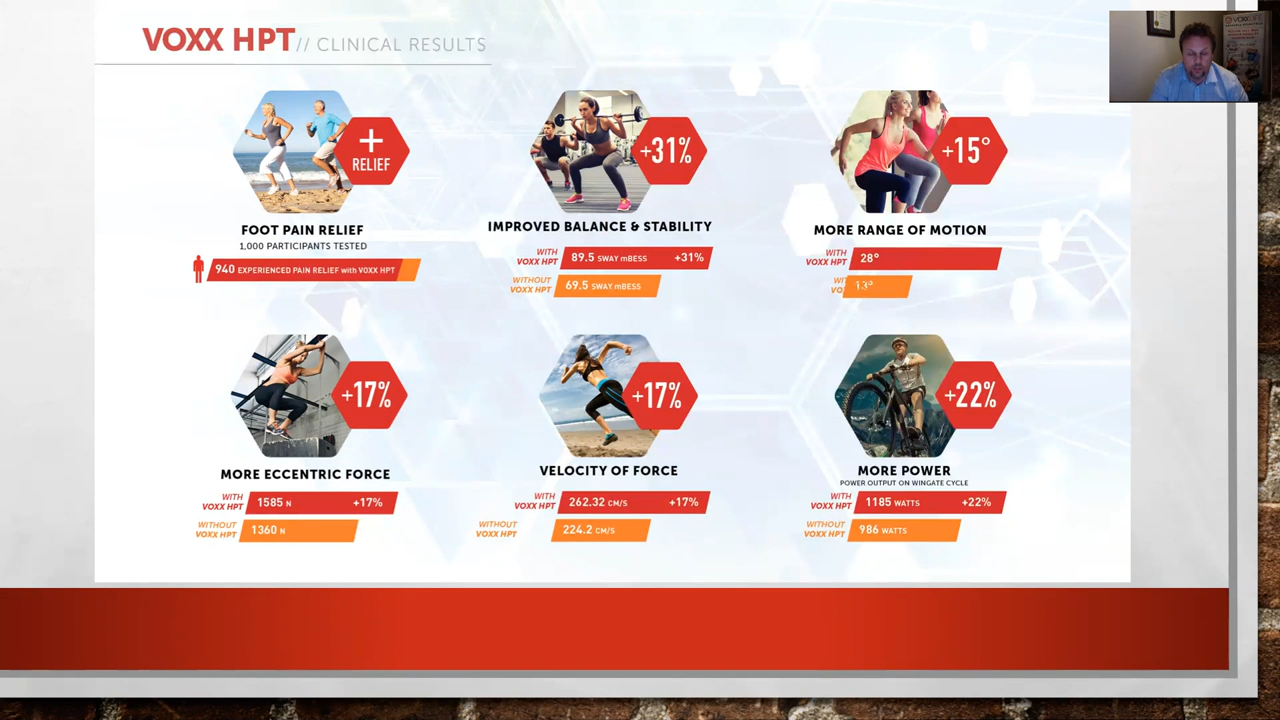 VOXX HPT// CLINICAL RESULTS
+
RELIEF
FOOT PAIN RELIEF
1,000 PARTICIPANTS TESTED
940 EXPERIENCED PAIN RELIEF with VOXX HPT
+31%
IMPROVED BALANCE & STABILITY
WITH
VOXX HPT
89.5 SWAY mBESS +31%
WITHOUT
VOXX HPT
69.5 SWAY mBESS
+15°
MORE RANGE OF MOTION
WITH
VOXX HPT
28°
13°
+17%
MORE ECCENTRIC FORCE
WITH
VOXX HPT
1585 N +17%
WITHOUT
VOXX HPT
1360 N
+17%
VELOCITY OF FORCE
WITH
VOXX HPT
262.32 CM/S +17%
WITHOUT
VOXX HPT
224.2 CM/S
+22%
MORE POWER
POWER OUTPUT ON WINGATE CYCLE
WITH
VOXX HPT
1185 WATTS +22%
WITHOUT
VOXX HPT
986 WATTS